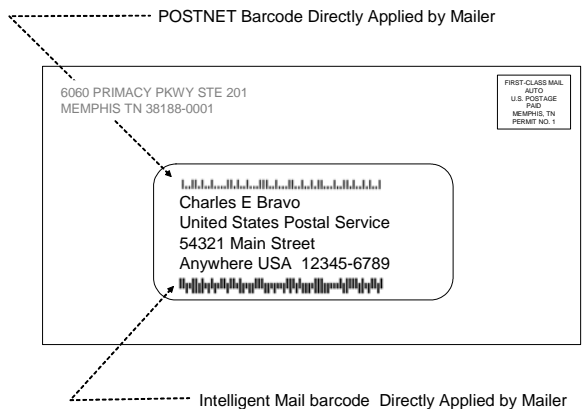 POSTNET Barcode Directly Applied by Mailer
6060 PRIMACY PKWY STE 201
MEMPHIS TN 38188-0001
FIRST-CLASS MAIL
AUTO
U.S. POSTAGE
PAID
MEMPHIS, TN
PERMIT NO. 1
Charles E Bravo
United States Postal Service
54321 Main Street
Anywhere USA 12345-6789
Intelligent Mail barcode Directly Applied by Mailer